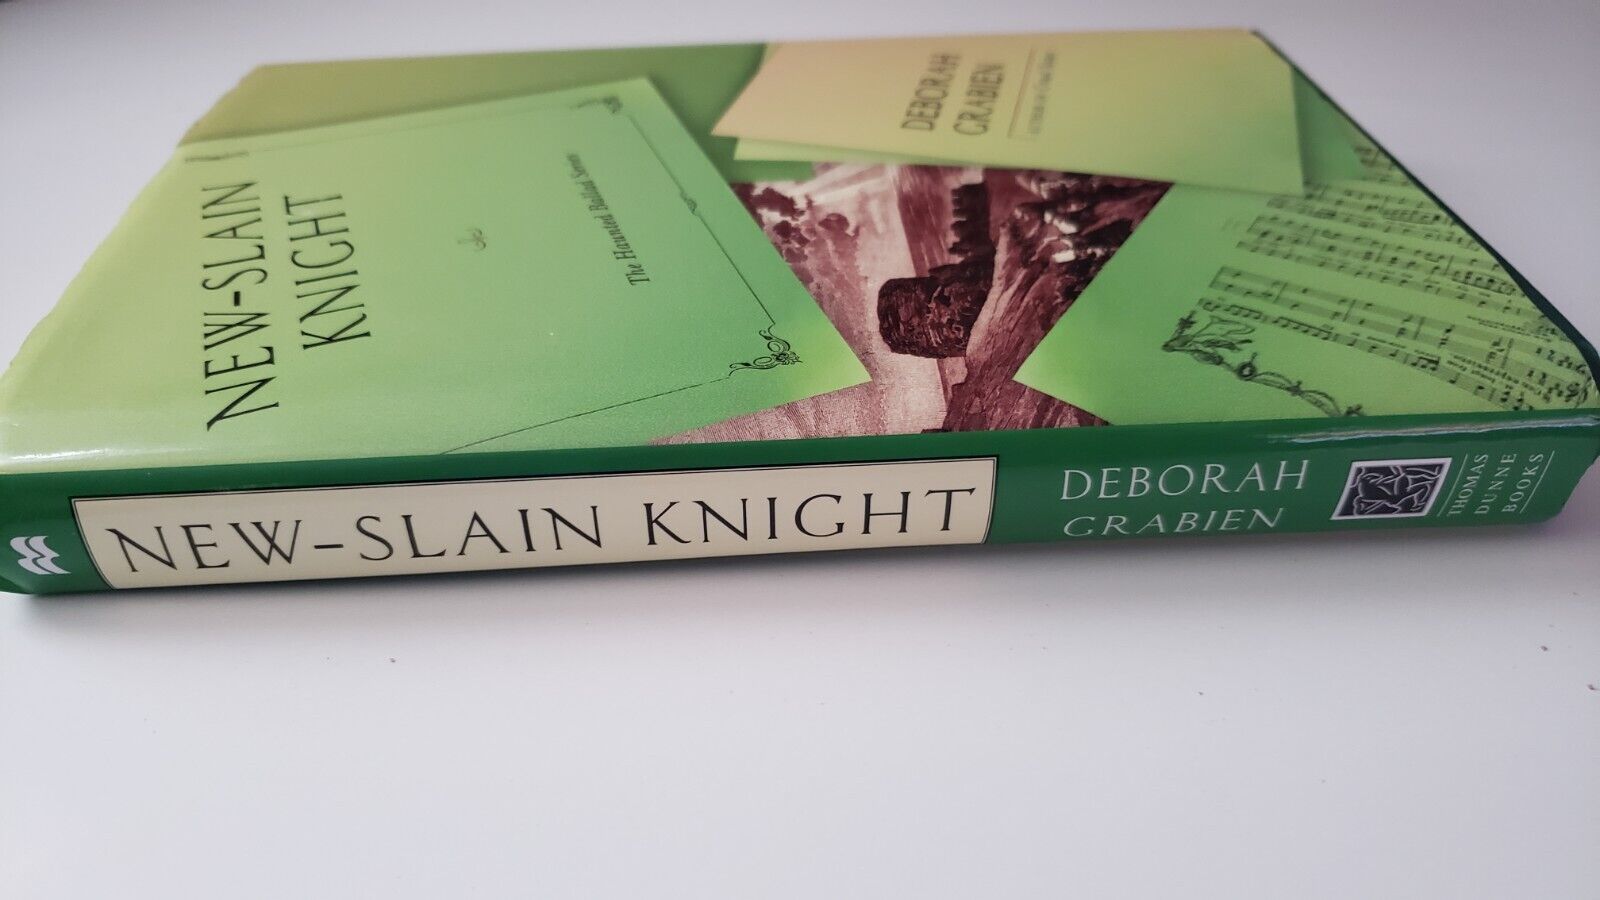 NEW-SLAIN
KNIGHT
The Haunted Ballad Series
DEBORAH
GRABIEN
NEW-SLAIN KNIGHT
DEBORAH
GRABIEN
THOMAS
DUNNE
BOOKS